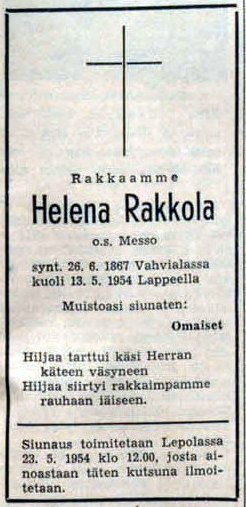 Rakkaamme
Helena Rakkola
o.s. Messo
synt. 26. 6. 1867 Vahvialassa
kuoli 13. 5. 1954 Lappeella
Muistoasi siunaten:
Omaiset
Hiljaa tarttui käsi Herran
käteen väsyneen
Hiljaa siirtyi rakkaimpamme
rauhaan iäiseen.
Siunaus toimitetaan Lepolassa
23. 5. 1954 klo 12.00, josta ai-
noastaan täten kutsuna ilmoi-
tetaan.